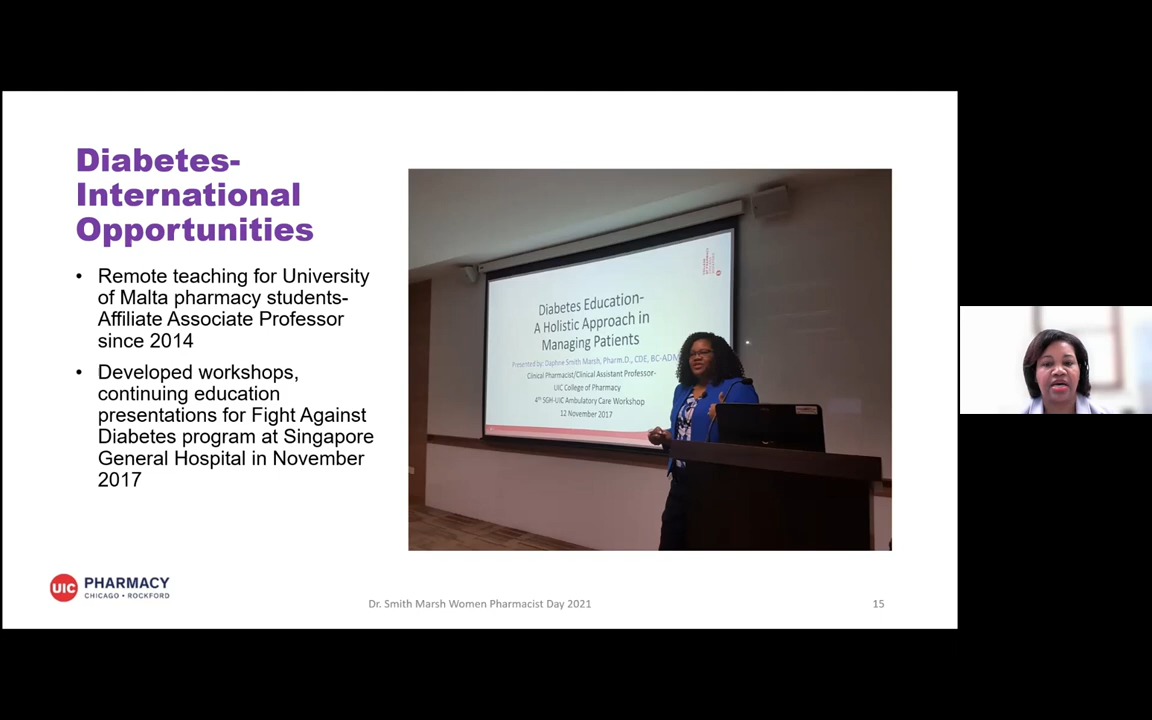 Diabetes-
International
Opportunities
• Remote teaching for University
of Malta pharmacy students-
Affiliate Associate Professor
since 2014
• Developed workshops,
continuing education
presentations for Fight Against
Diabetes program at Singapore
General Hospital in November
2017
Diabetes Education-
A Holistic Approach in
Managing Patients
Presented by: Daphne Smith Marsh, Pharm.D., CDE, BC-ADM
Clinical Pharmacist/Clinical Assistant Professor-
UIC College of Pharmacy
4th SGH-UIC Ambulatory Care Workshop
12 November 2017
UIC PHARMACY
CHICAGO • ROCKFORD
Dr. Smith Marsh Women Pharmacist Day 2021
15